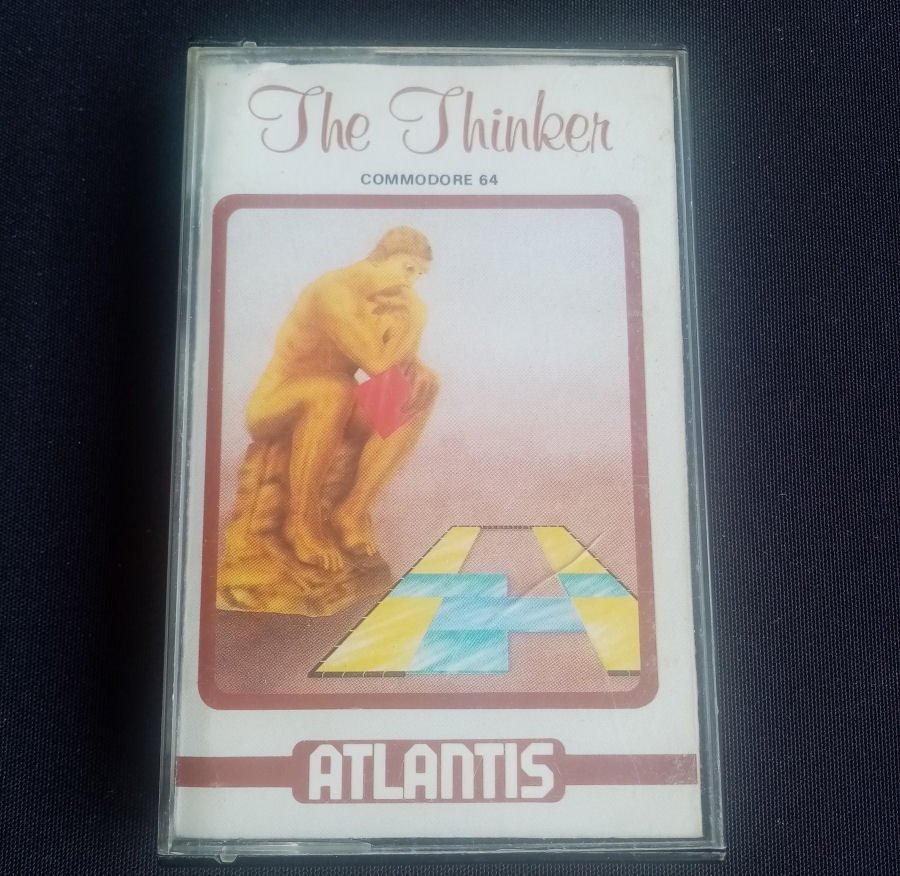 The Thinker
COMMODORE 64
ATLANTIS